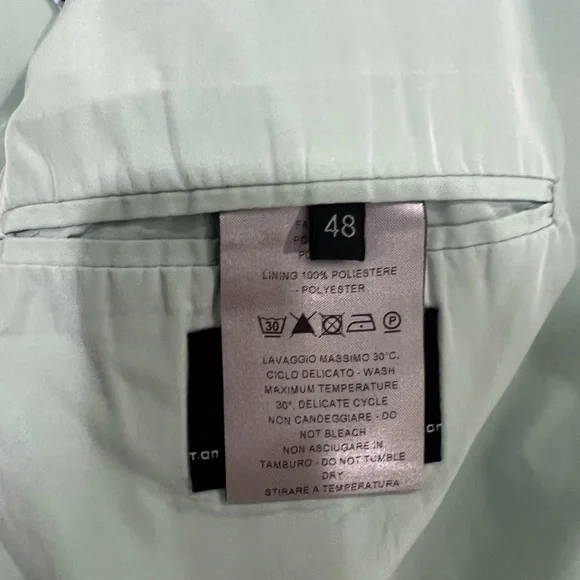 48
LINING 100% POLIESTERE
- POLYESTER
30
P
LAVAGGIO MASSIMO 30°C.
CICLO DELICATO - WASH
MAXIMUM TEMPERATURE
30°, DELICATE CYCLE
NON CANDEGGIARE - DO
NOT BLEACH
NON ASCIUGARE IN
TAMBURO - DO NOT TUMBLE
DRY
STIRARE A TEMPERATURA